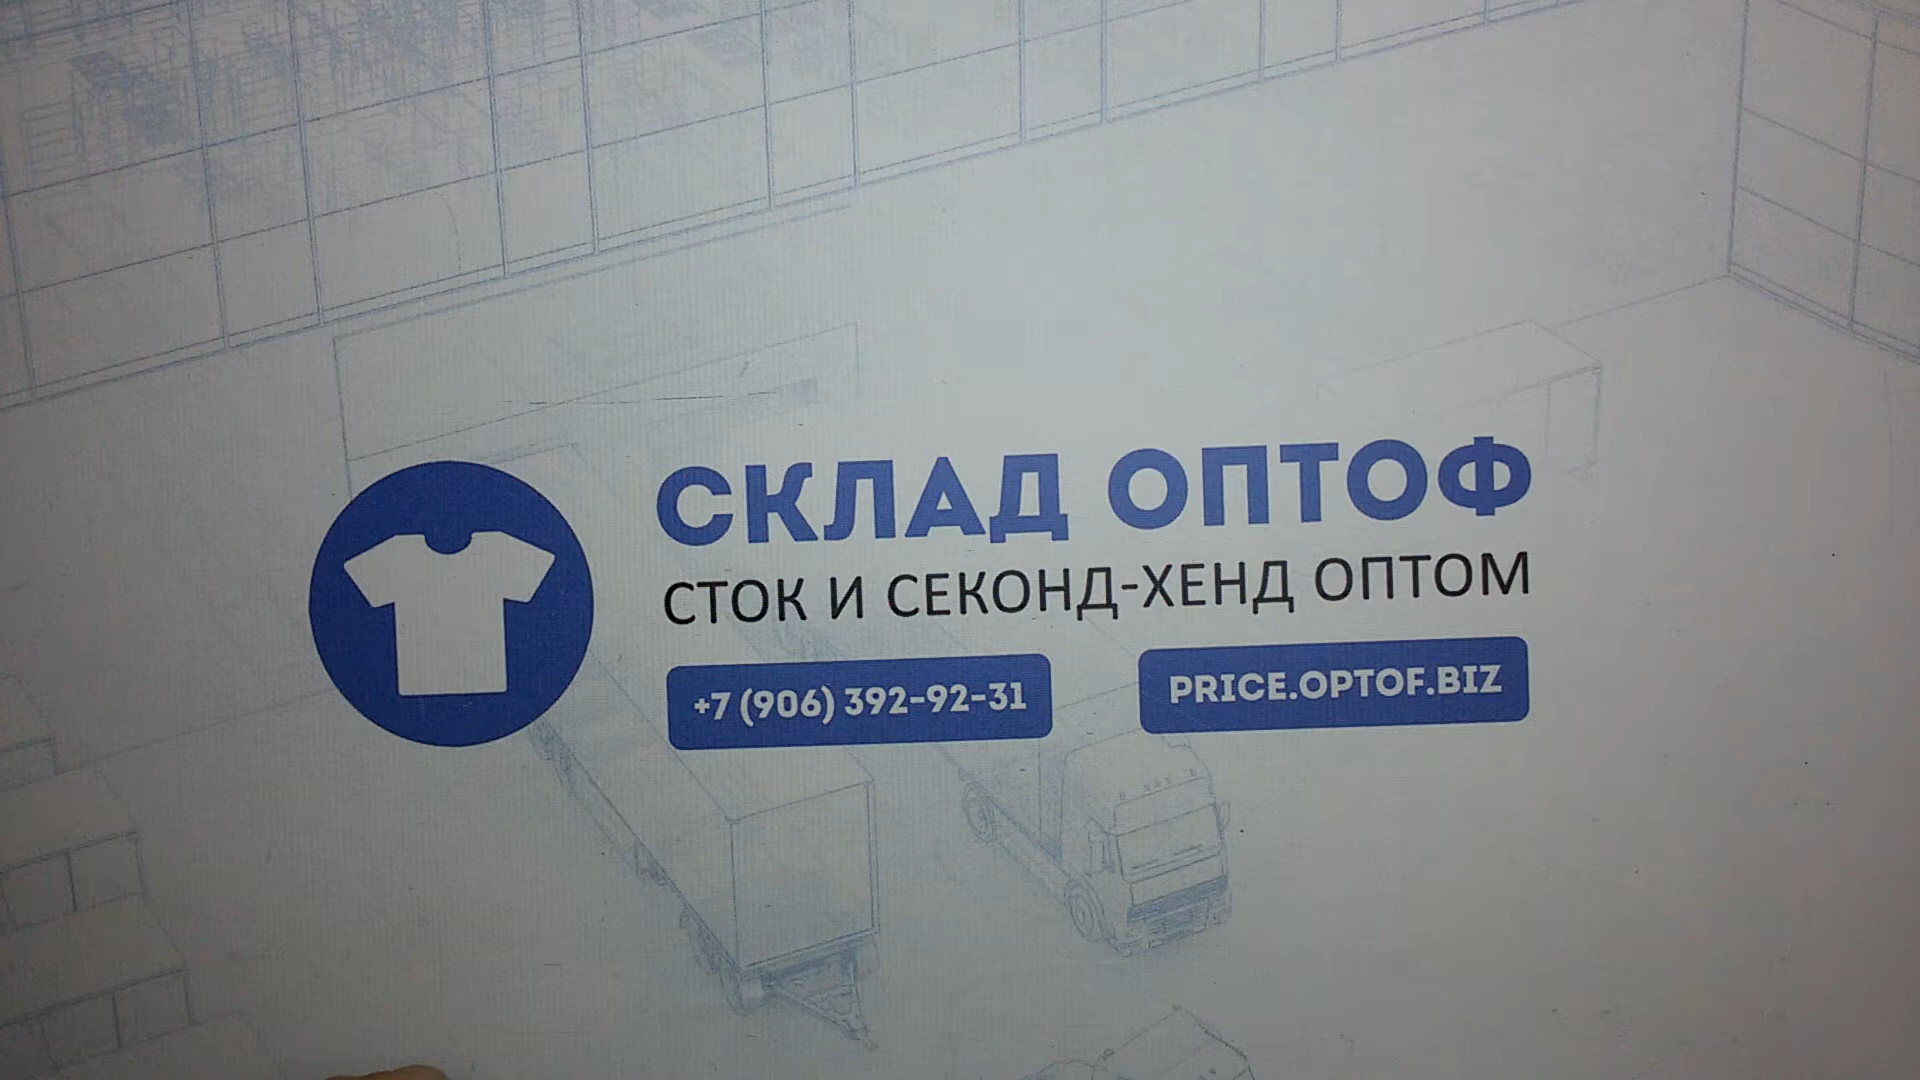 СКЛАД ОПТОФ
СТОК И СЕКОНД-ХЕНД ОПТОМ
+7 (906) 392-92-31
PRICE.OPTOF.BIZ